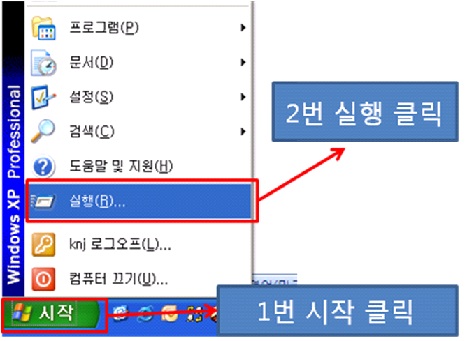 프로그램(P)
문서(D)
설정(S)
검색(C)
도움말 및 지원(H)
실행(R)...
knj 로그오프(L)...
컴퓨터 끄기(U)...
Windows XP Professional
2번 실행 클릭
시작
1번 시작 클릭